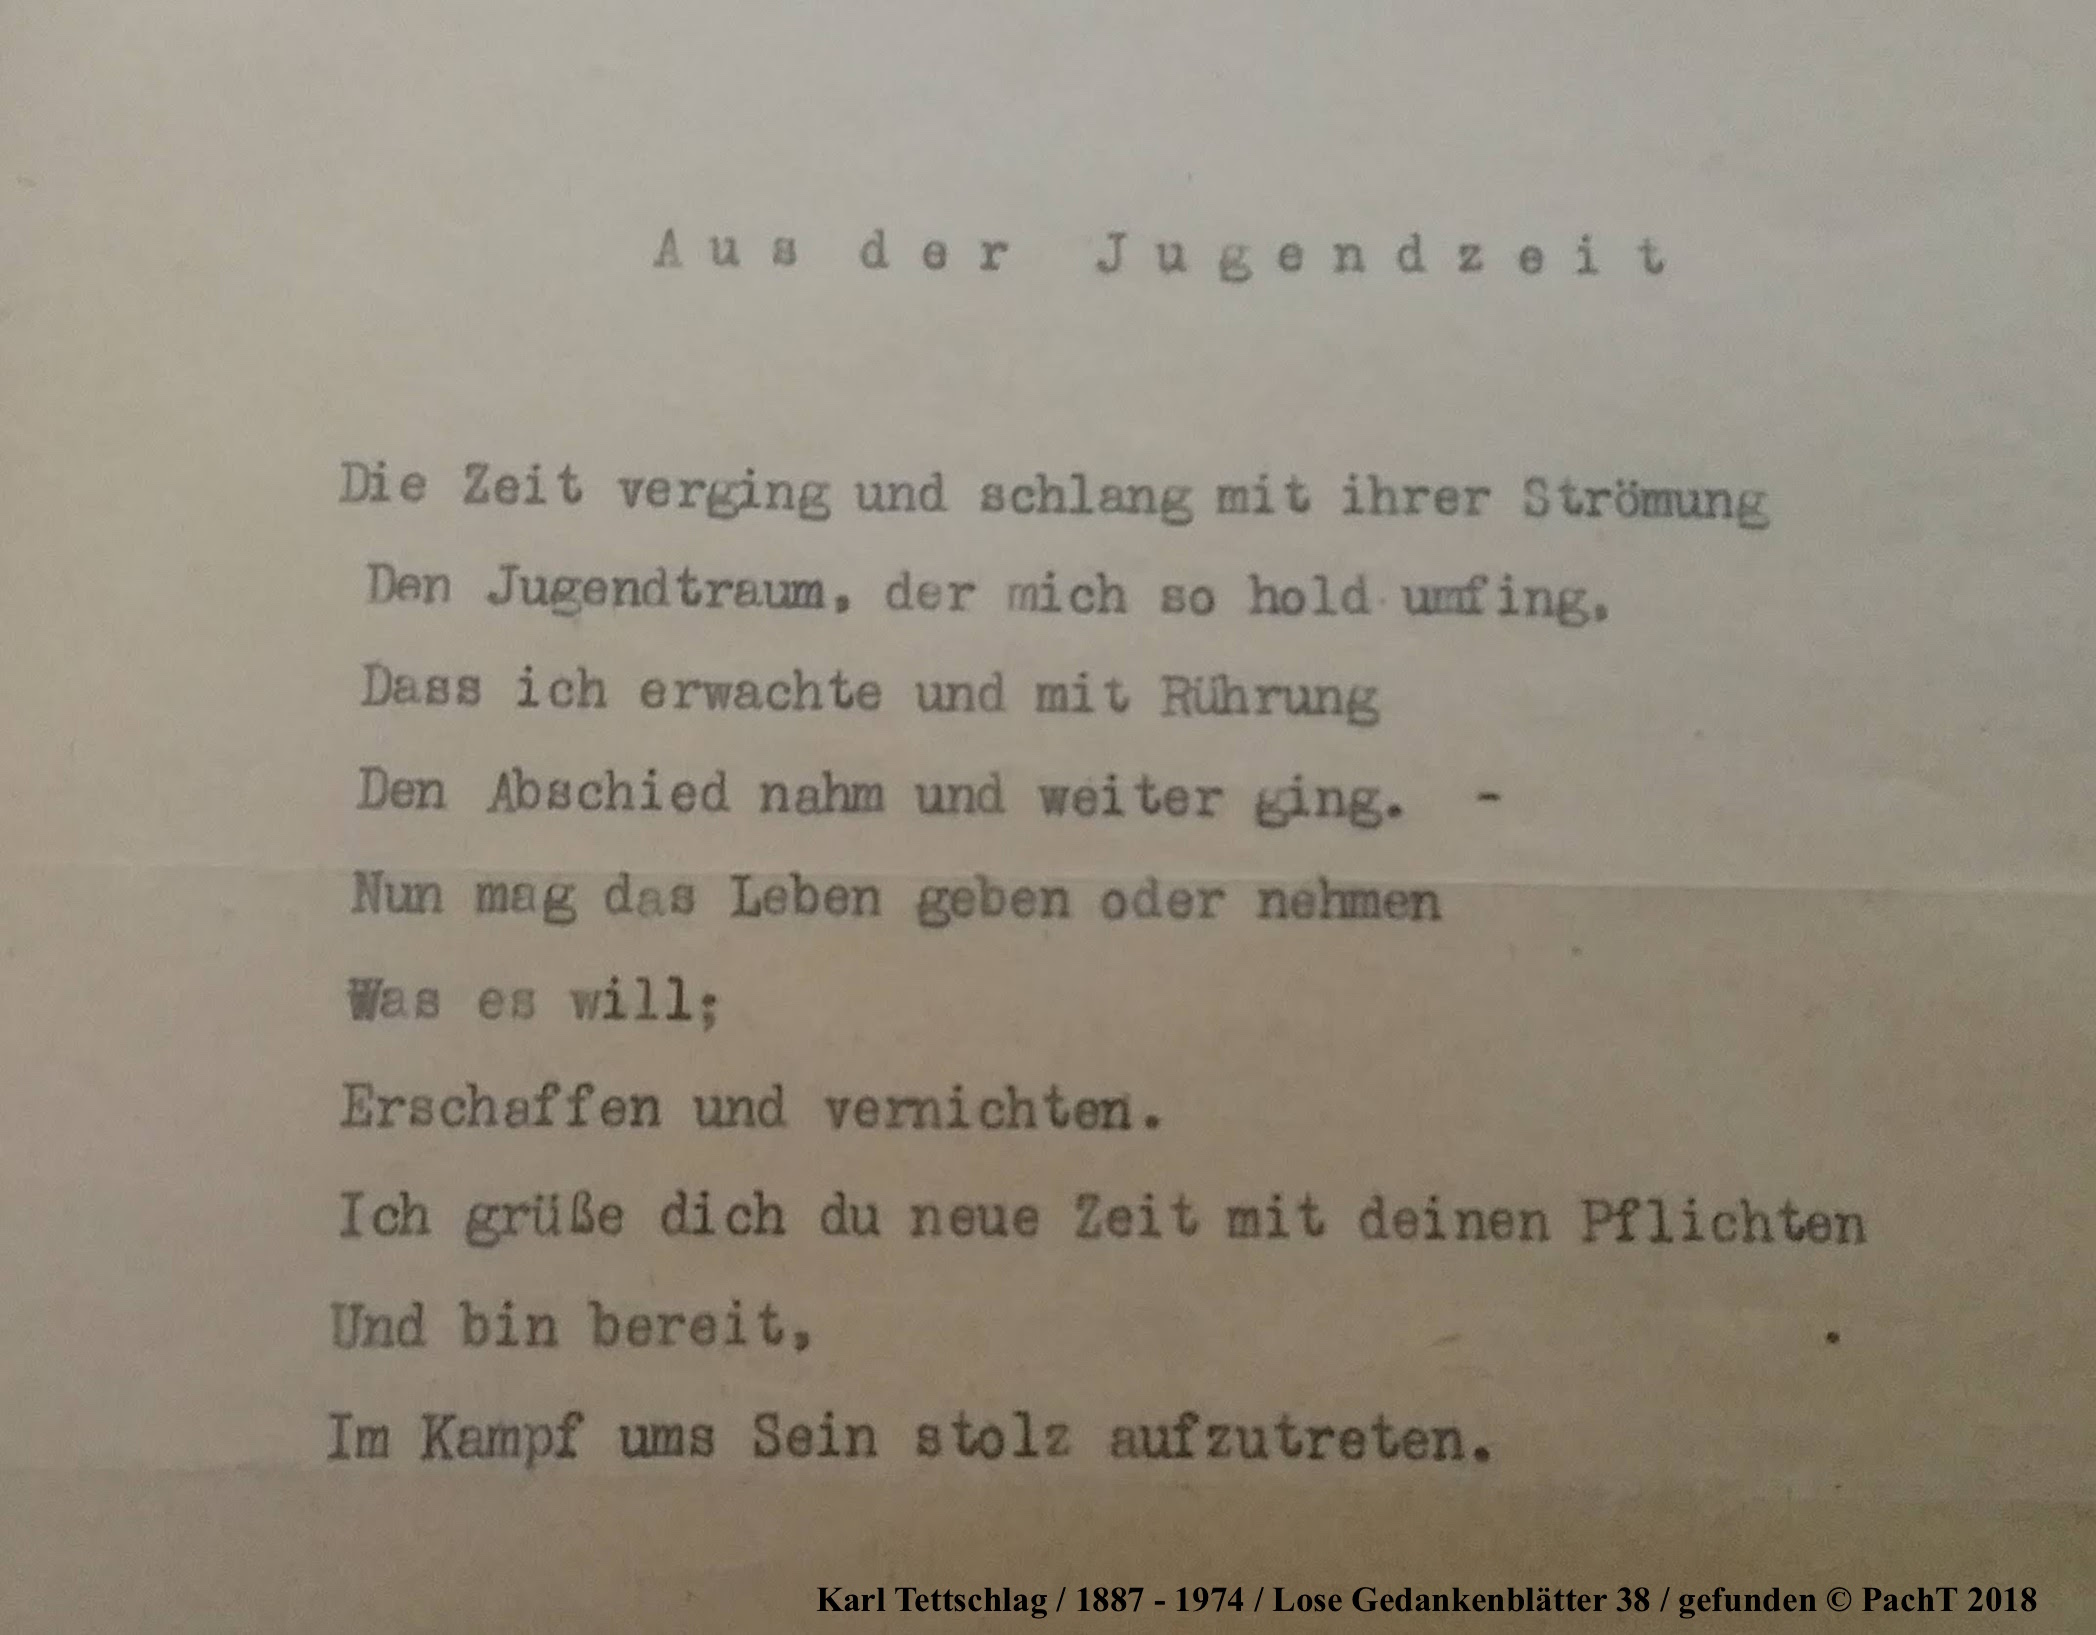 Aus der Jugendzeit
Die Zeit verging und schlang mit ihrer Strömung
Den Jugendtraum, der mich so hold umfing,
Dass ich erwachte und mit Rührung
Den Abschied nahm und weiter ging. -
Nun mag das Leben geben oder nehmen
Was es will;
Erschaffen und vernichten.
Ich grüße dich du neue Zeit mit deinen Pflichten
Und bin bereit,
Im Kampf ums Sein stolz aufzutreten.
Karl Tettschlag / 1887 - 1974 / Lose Gedankenblätter 38 / gefunden © PachT 2018